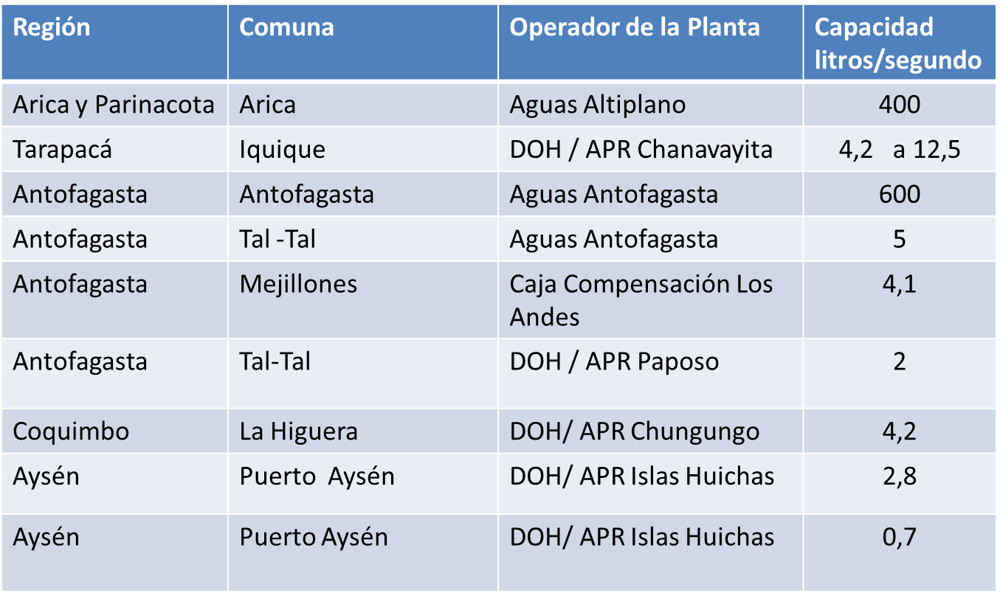 Región Comuna Operador de la Planta Capacidad
litros/segundo
Arica y Parinacota Arica Aguas Altiplano 400
Tarapacá Iquique DOH / APR Chanavayita 4,2 a 12,5
Antofagasta Antofagasta Aguas Antofagasta 600
Antofagasta Tal -Tal Aguas Antofagasta 5
Antofagasta Mejillones Caja Compensación Los 4,1
Andes
Antofagasta Tal-Tal DOH / APR Paposo 2
Coquimbo La Higuera DOH/ APR Chungungo 4,2
Aysén Puerto Aysén DOH/ APR Islas Huichas 2,8
Aysén Puerto Aysén DOH/ APR Islas Huichas 0,7